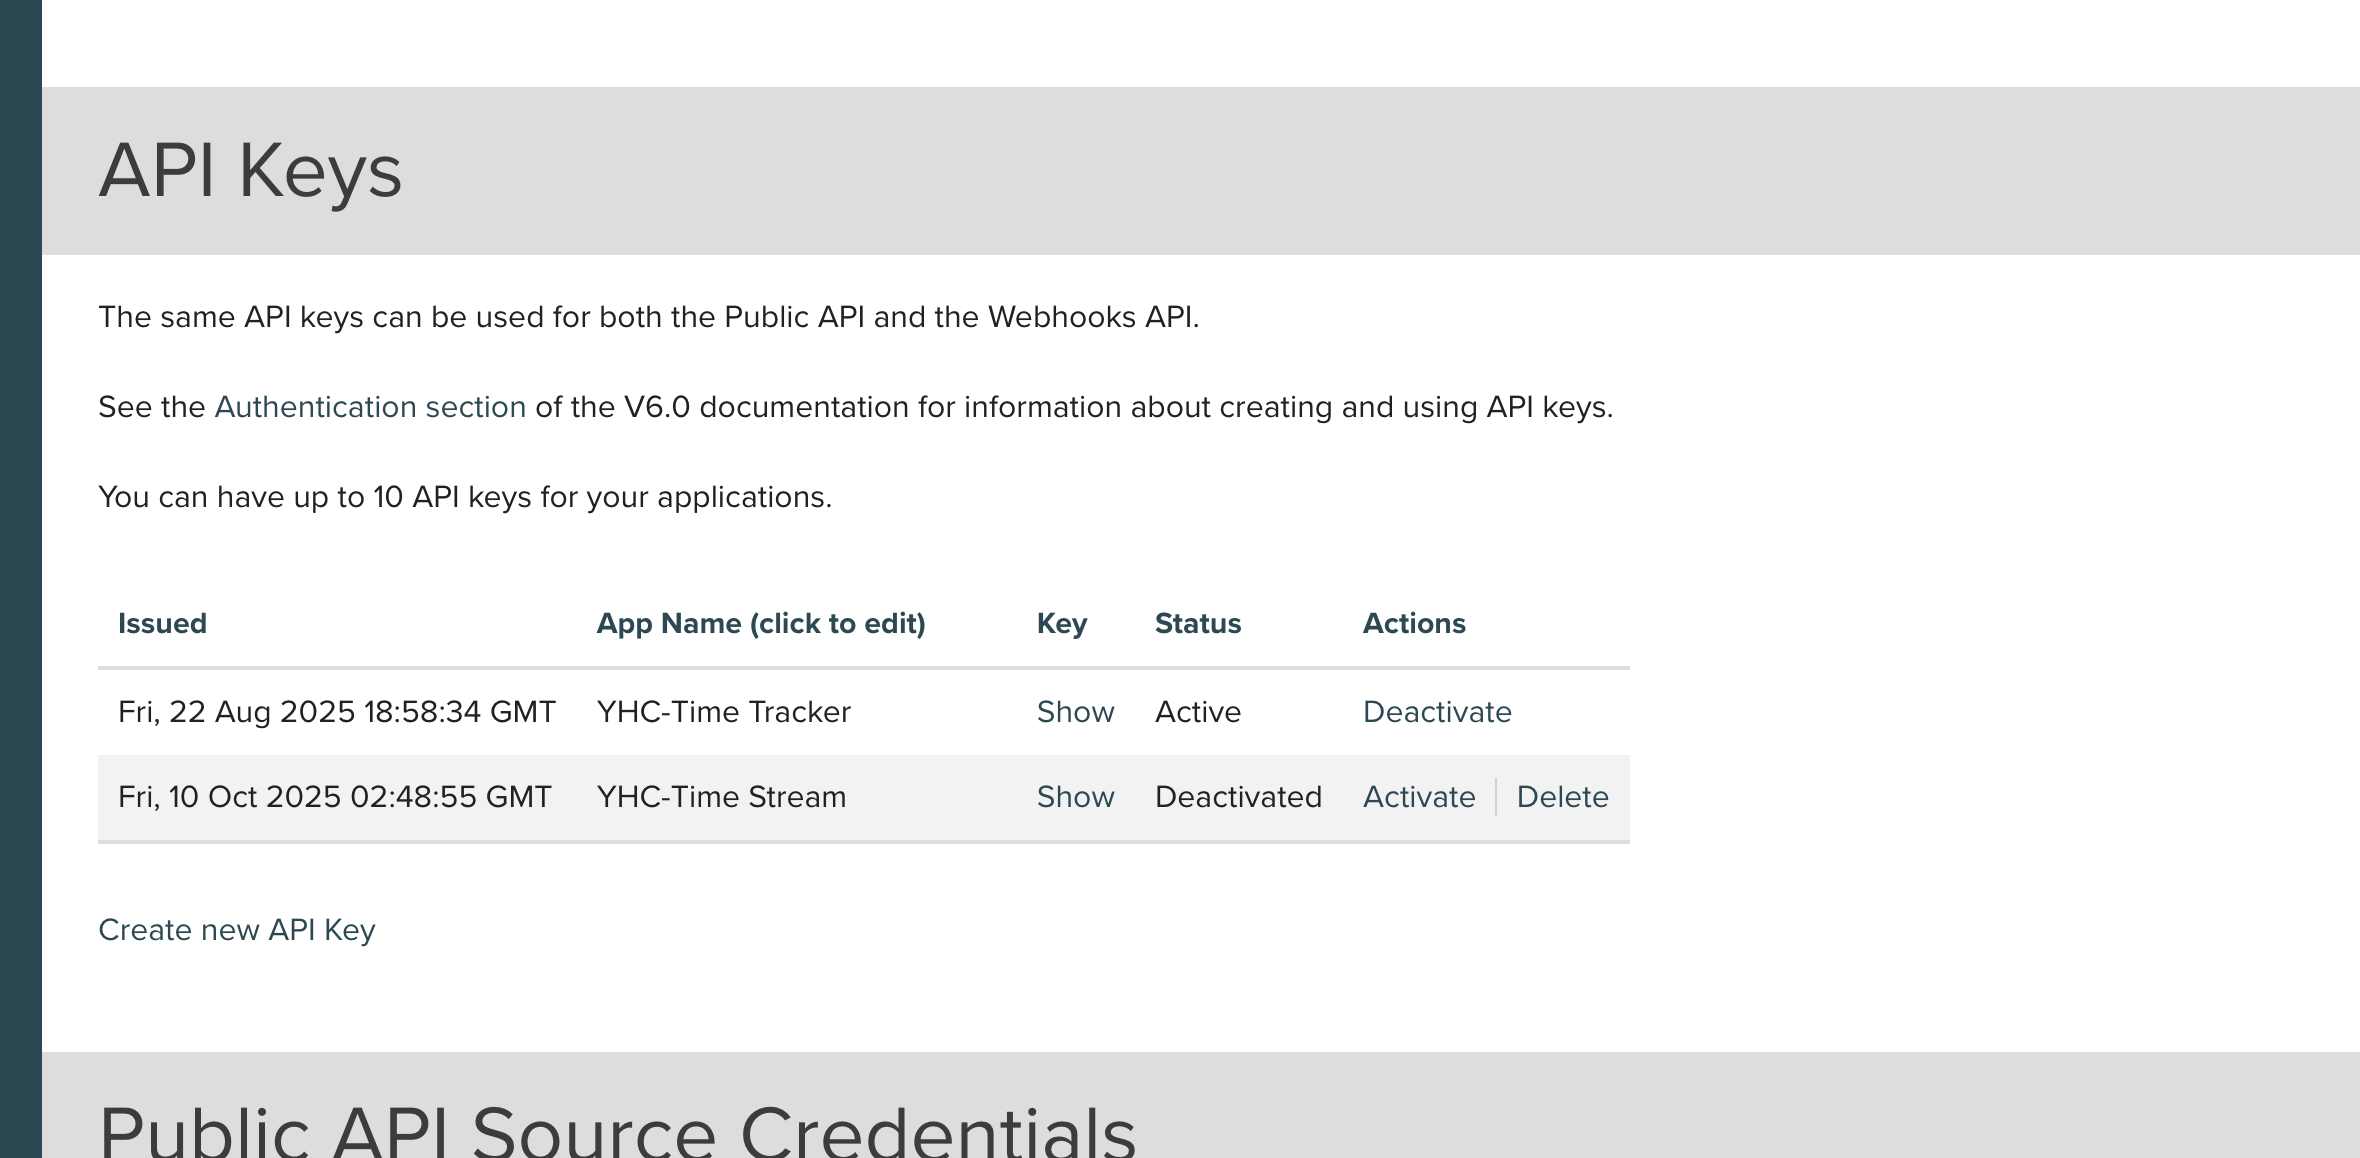 API Keys
The same API keys can be used for both the Public API and the Webhooks API.
See the Authentication section of the V6.0 documentation for information about creating and using API keys.
You can have up to 10 API keys for your applications.
Issued App Name (click to edit) Key Status Actions
Fri, 22 Aug 2025 18:58:34 GMT YHC-Time Tracker Show Active Deactivate
Fri, 10 Oct 2025 02:48:55 GMT YHC-Time Stream Show Deactivated Activate Delete
Create new API Key
Public API Source Credentials